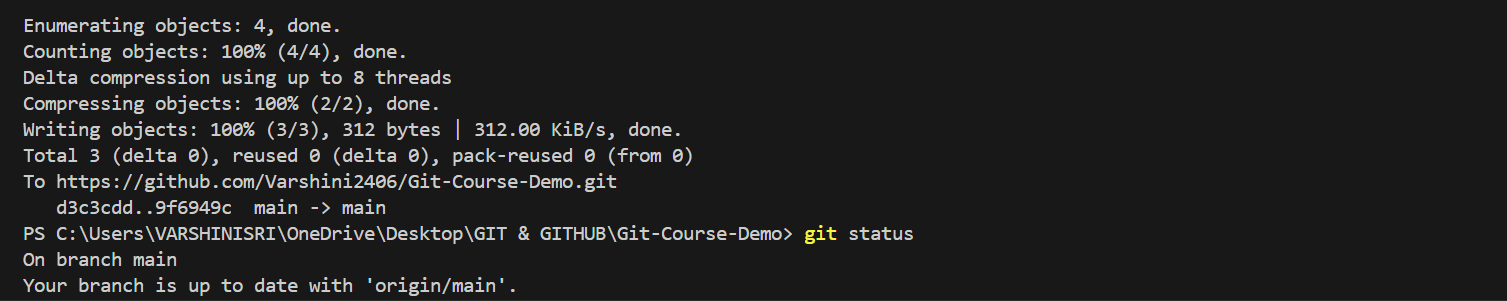 Enumerating objects: 4, done.
Counting objects: 100% (4/4), done.
Delta compression using up to 8 threads
Compressing objects: 100% (2/2), done.
Writing objects: 100% (3/3), 312 bytes | 312.00 KiB/s, done.
Total 3 (delta 0), reused 0 (delta 0), pack-reused 0 (from 0)
To https://github.com/Varshini2406/Git-Course-Demo.git
   d3c3cdd..9f6949c  main -> main
PS C:\Users\VARSHINISRI\OneDrive\Desktop\GIT & GITHUB\Git-Course-Demo> git status
On branch main
Your branch is up to date with 'origin/main'.